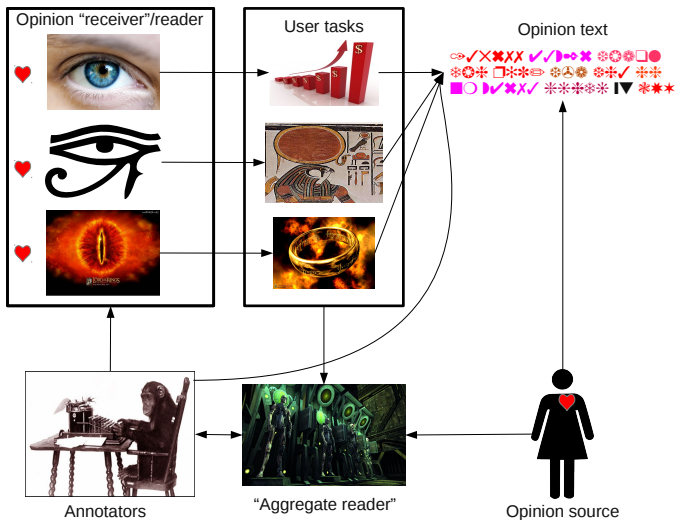 Opinion “receiver”/reader
User tasks
Opinion text
$
$
Annotators
“Aggregate reader”
Opinion source